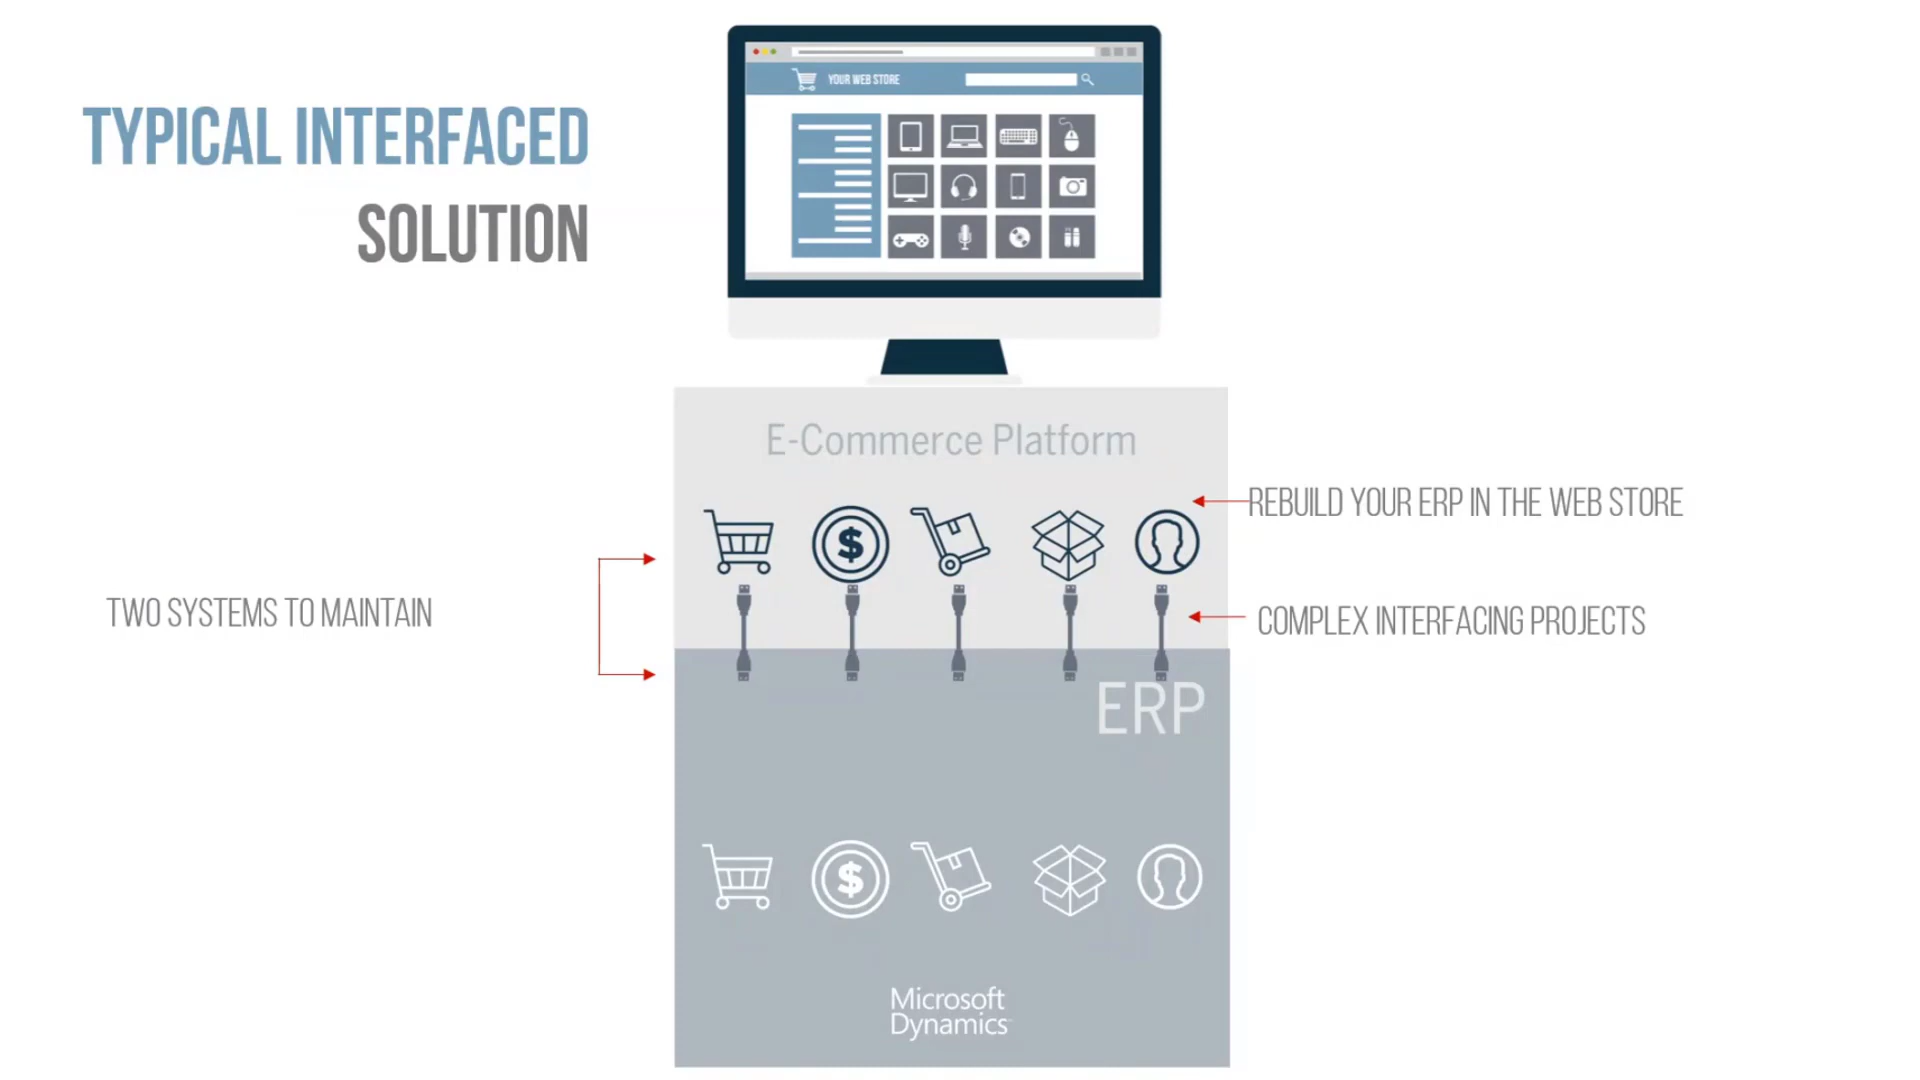 TYPICAL INTERFACED
SOLUTION
YOUR WEB STORE
E-Commerce Platform
REBUILD YOUR ERP IN THE WEB STORE
TWO SYSTEMS TO MAINTAIN
COMPLEX INTERFACING PROJECTS
ERP
$
$
Microsoft
Dynamics